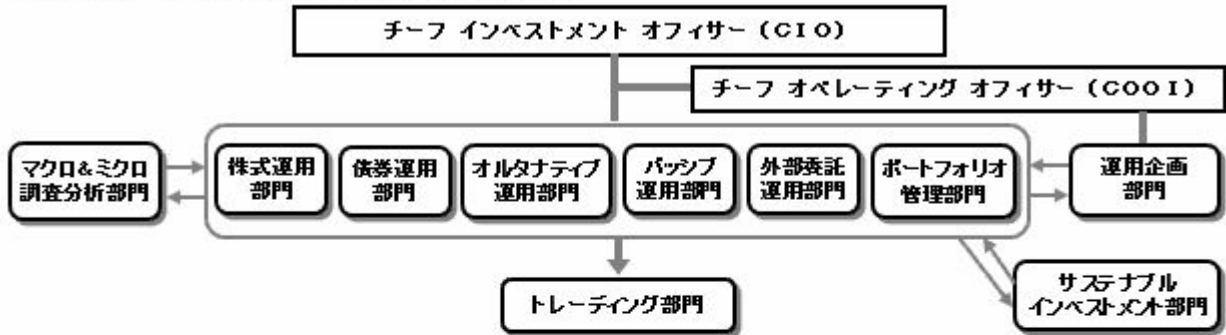 チーフ インベストメント オフィサー（ＣＩＯ）
チーフ オペレーティング オフィサー（ＣＯＯＩ）
マクロ&ミクロ
調査分析部門
株式運用
部門
債券運用
部門
オルタナティブ
運用部門
パッシブ
運用部門
外部委託
運用部門
ポートフォリオ
管理部門
運用企画
部門
トレーディング部門
サステナブル
インベストメント部門